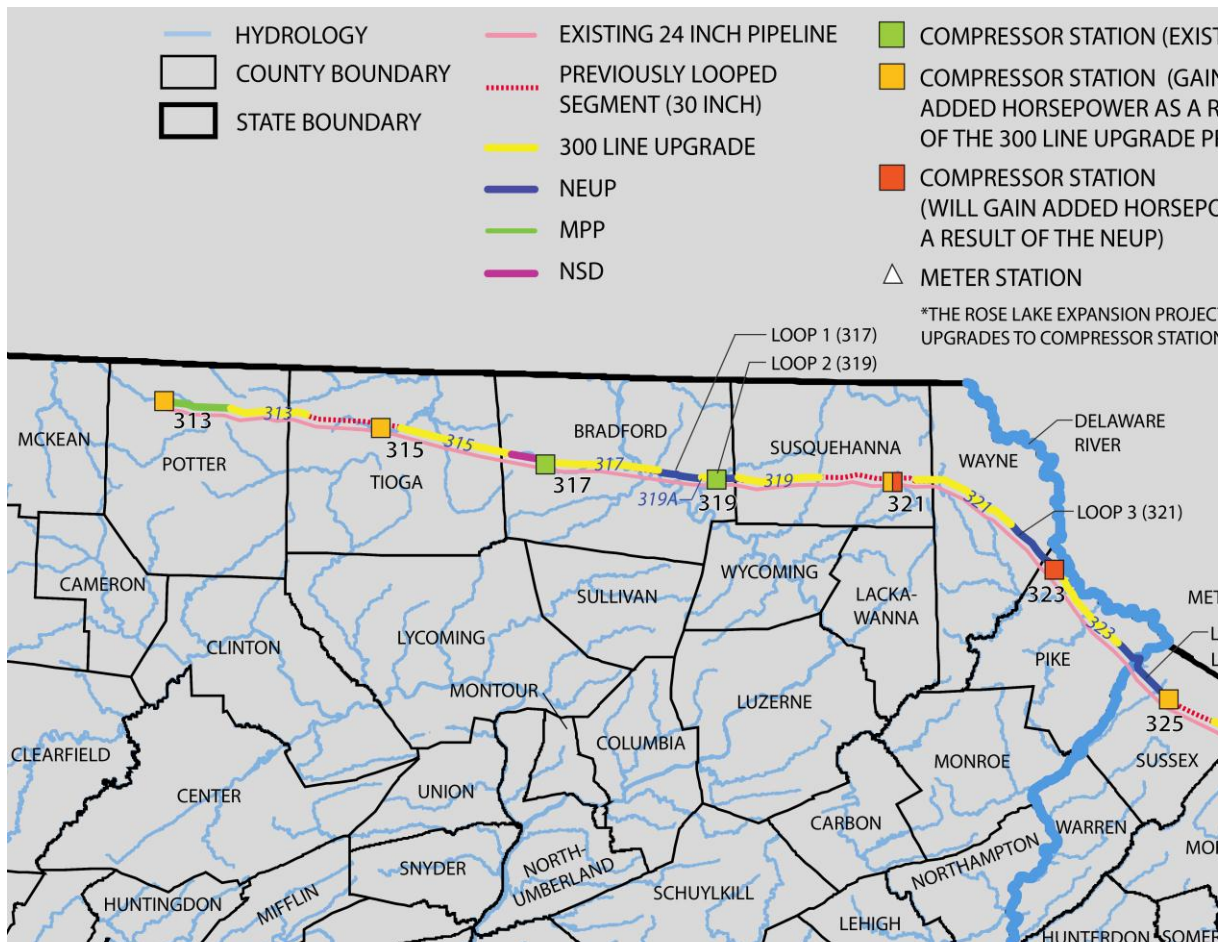 HYDROLOGY
COUNTY BOUNDARY
STATE BOUNDARY
EXISTING 24 INCH PIPELINE
PREVIOUSLY LOOPED
SEGMENT (30 INCH)
300 LINE UPGRADE
NEUP
MPP
NSD
COMPRESSOR STATION (EXIST
COMPRESSOR STATION (GAIN
ADDED HORSEPOWER AS A R
OF THE 300 LINE UPGRADE P
COMPRESSOR STATION
(WILL GAIN ADDED HORSEPO
A RESULT OF THE NEUP)
METER STATION
*THE ROSE LAKE EXPANSION PROJECT
UPGRADES TO COMPRESSOR STATION
LOOP 1 (317)
LOOP 2 (319)
313
313
MCKEAN
POTTER
315
315
TIOGA
BRADFORD
317
317
319A
319
SUSQUEHANNA
319
321
WAYNE
321
DELAWARE
RIVER
LOOP 3 (321)
323
323
MET
L
L
PIKE
325
CAMERON
CLINTON
LYCOMING
SULLIVAN
WYCOMING
LACKA-
WANNA
MONTOUR
LUZERNE
CLEARFIELD
CENTER
UNION
COLUMBIA
MONROE
SUSSEX
SNYDER
NORTH-
UMBERLAND
CARBON
WARREN
NORTHAMPTON
MO
HUNTINGDON
MIFFLIN
SCHUYLKILL
LEHIGH
HUNTERDON
SOMER